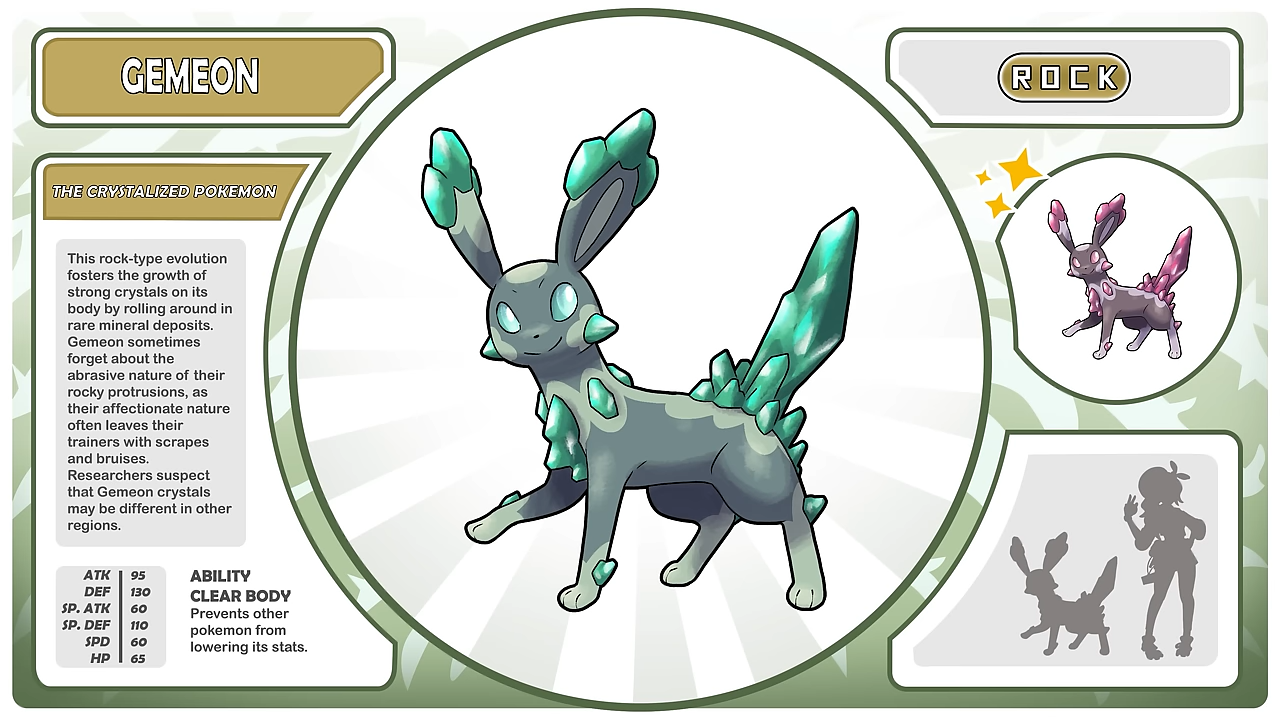 GEMEON
ROCK
THE CRYSTALIZED POKEMON
This rock-type evolution
fosters the growth of
strong crystals on its
body by rolling around in
rare mineral deposits.
Gemeon sometimes
forget about the
abrasive nature of their
rocky protrusions, as
their affectionate nature
often leaves their
trainers with scrapes
and bruises.
Researchers suspect
that Gemeon crystals
may be different in other
regions.
ATK 95
DEF 130
SP. ATK 60
SP. DEF 110
SPD 60
HP 65
ABILITY
CLEAR BODY
Prevents other
pokemon from
lowering its stats.